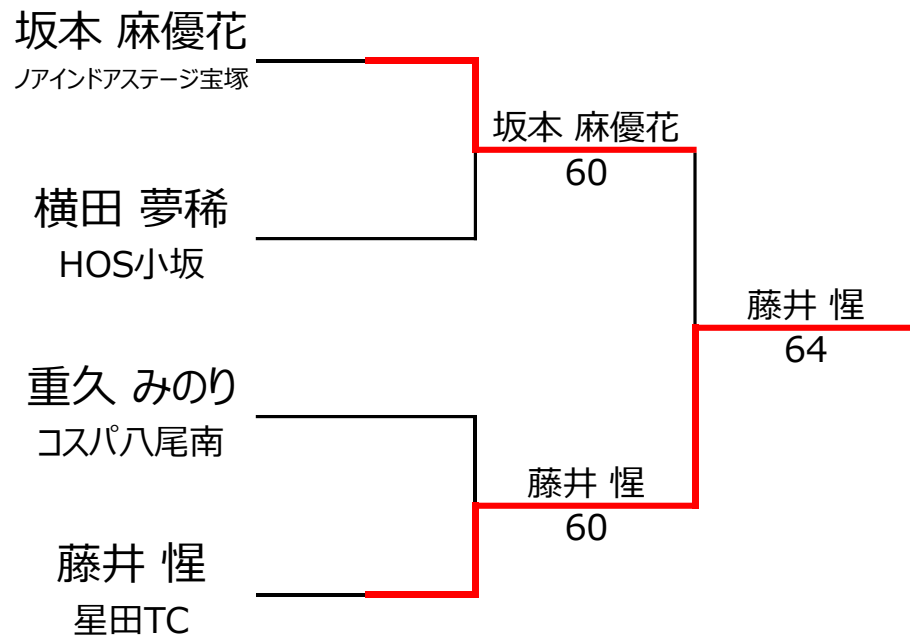 坂本 麻優花
ノアインドアステージ宝塚
坂本 麻優花
60
横田 夢稀
HOS小坂
藤井 惺
64
重久 みのり
コスパ八尾南
藤井 惺
60
藤井 惺
星田TC